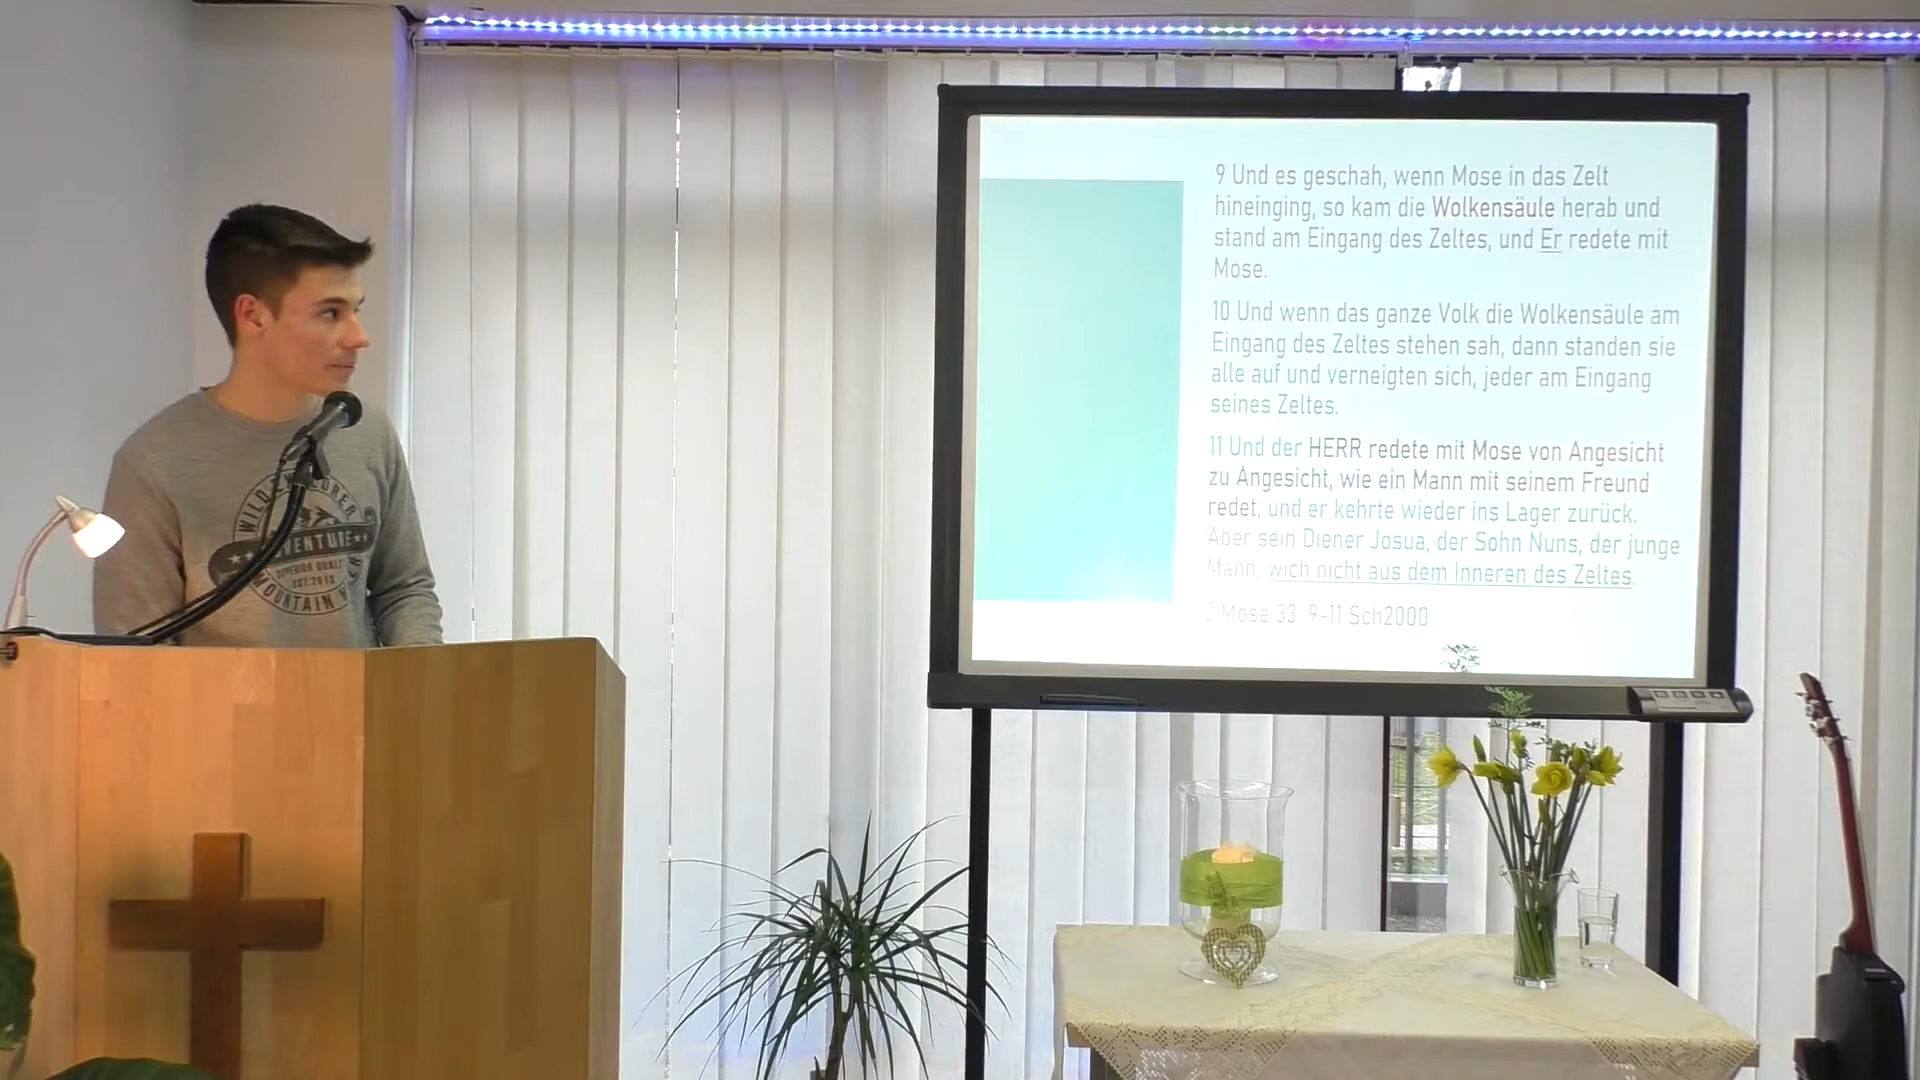 9 Und es geschah, wenn Mose in das Zelt
hineinging, so kam die Wolkensäule herab und
stand am Eingang des Zeltes, und Er redete mit
Mose.
10 Und wenn das ganze Volk die Wolkensäule am
Eingang des Zeltes stehen sah, dann standen sie
alle auf und verneigten sich, jeder am Eingang
seines Zeltes.
11 Und der HERR redete mit Mose von Angesicht
zu Angesicht, wie ein Mann mit seinem Freund
redet, und er kehrte wieder ins Lager zurück.
Aber sein Diener Josua, der Sohn Nuns, der junge
Mann, wich nicht aus dem Inneren des Zeltes.
2 Mose 33, 9-11 Sch2000
SUPERIOR
EST.2010
MOUNTAIN